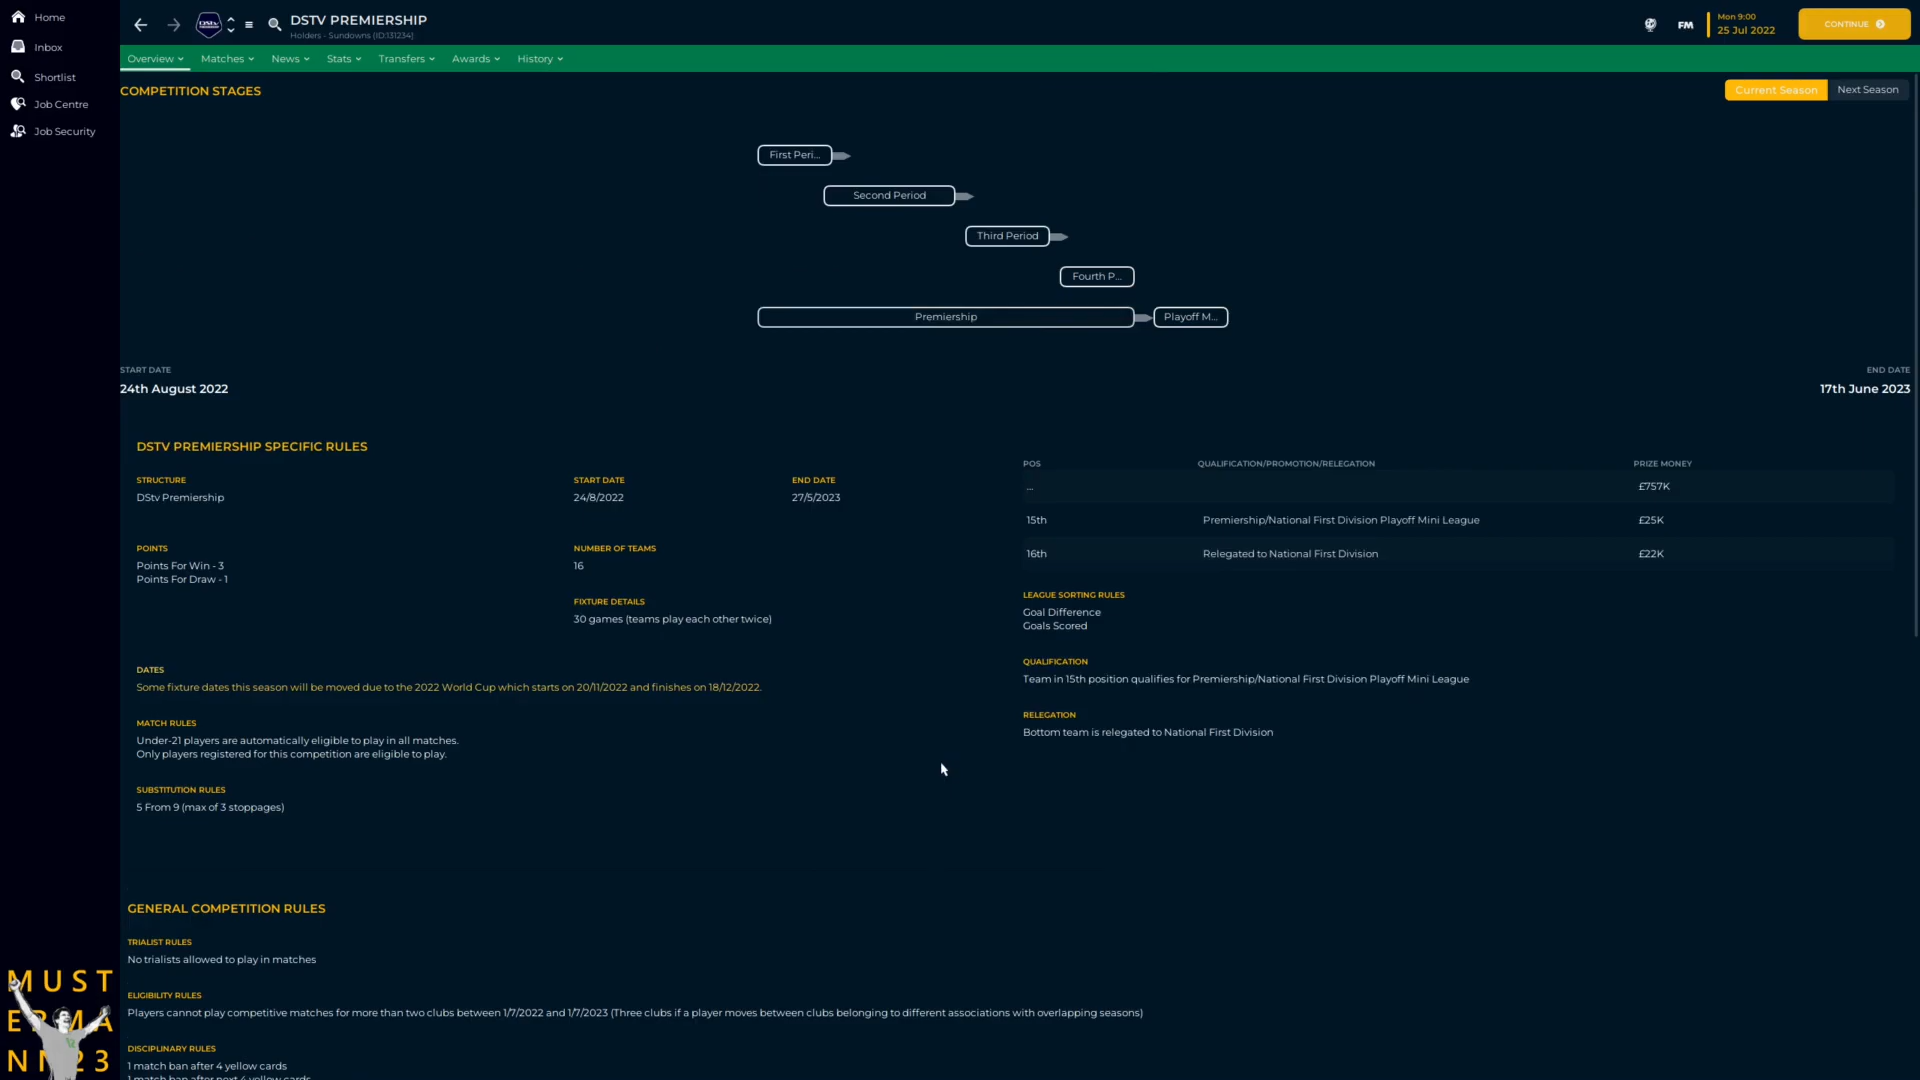 Home
Inbox
Shortlist
Job Centre
Job Security
DSTV PREMIERSHIP
Holders - Sundowns (ID:131234)
FM
Mon 9:00
25 Jul 2022
CONTINUE
Overview
Matches
News
Stats
Transfers
Awards
History
COMPETITION STAGES
Current Season
Next Season
First Peri...
Second Period
Third Period
Fourth P...
Premiership
Playoff M...
START DATE
24th August 2022
END DATE
17th June 2023
DSTV PREMIERSHIP SPECIFIC RULES
STRUCTURE
DStv Premiership
START DATE
24/8/2022
END DATE
27/5/2023
POINTS
Points For Win - 3
Points For Draw - 1
NUMBER OF TEAMS
16
FIXTURE DETAILS
30 games (teams play each other twice)
DATES
Some fixture dates this season will be moved due to the 2022 World Cup which starts on 20/11/2022 and finishes on 18/12/2022.
MATCH RULES
Under-21 players are automatically eligible to play in all matches.
Only players registered for this competition are eligible to play.
SUBSTITUTION RULES
5 From 9 (max of 3 stoppages)
POS QUALIFICATION/PROMOTION/RELEGATION PRIZE MONEY
... £757K
15th Premiership/National First Division Playoff Mini League £25K
16th Relegated to National First Division £22K
LEAGUE SORTING RULES
Goal Difference
Goals Scored
QUALIFICATION
Team in 15th position qualifies for Premiership/National First Division Playoff Mini League
RELEGATION
Bottom team is relegated to National First Division
GENERAL COMPETITION RULES
TRIALIST RULES
No trialists allowed to play in matches
ELIGIBILITY RULES
Players cannot play competitive matches for more than two clubs between 1/7/2022 and 1/7/2023 (Three clubs if a player moves between clubs belonging to different associations with overlapping seasons)
DISCIPLINARY RULES
1 match ban after 4 yellow cards
1 match ban after next 4 yellow cards
MUST
ERMA
NN23